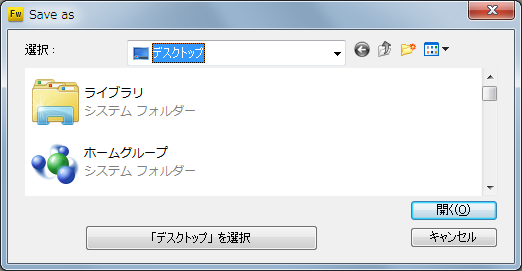 Fw Save as
選択：
デスクトップ
ライブラリ
システム フォルダー
ホームグループ
システム フォルダー
開く(O)
「デスクトップ」を選択
キャンセル